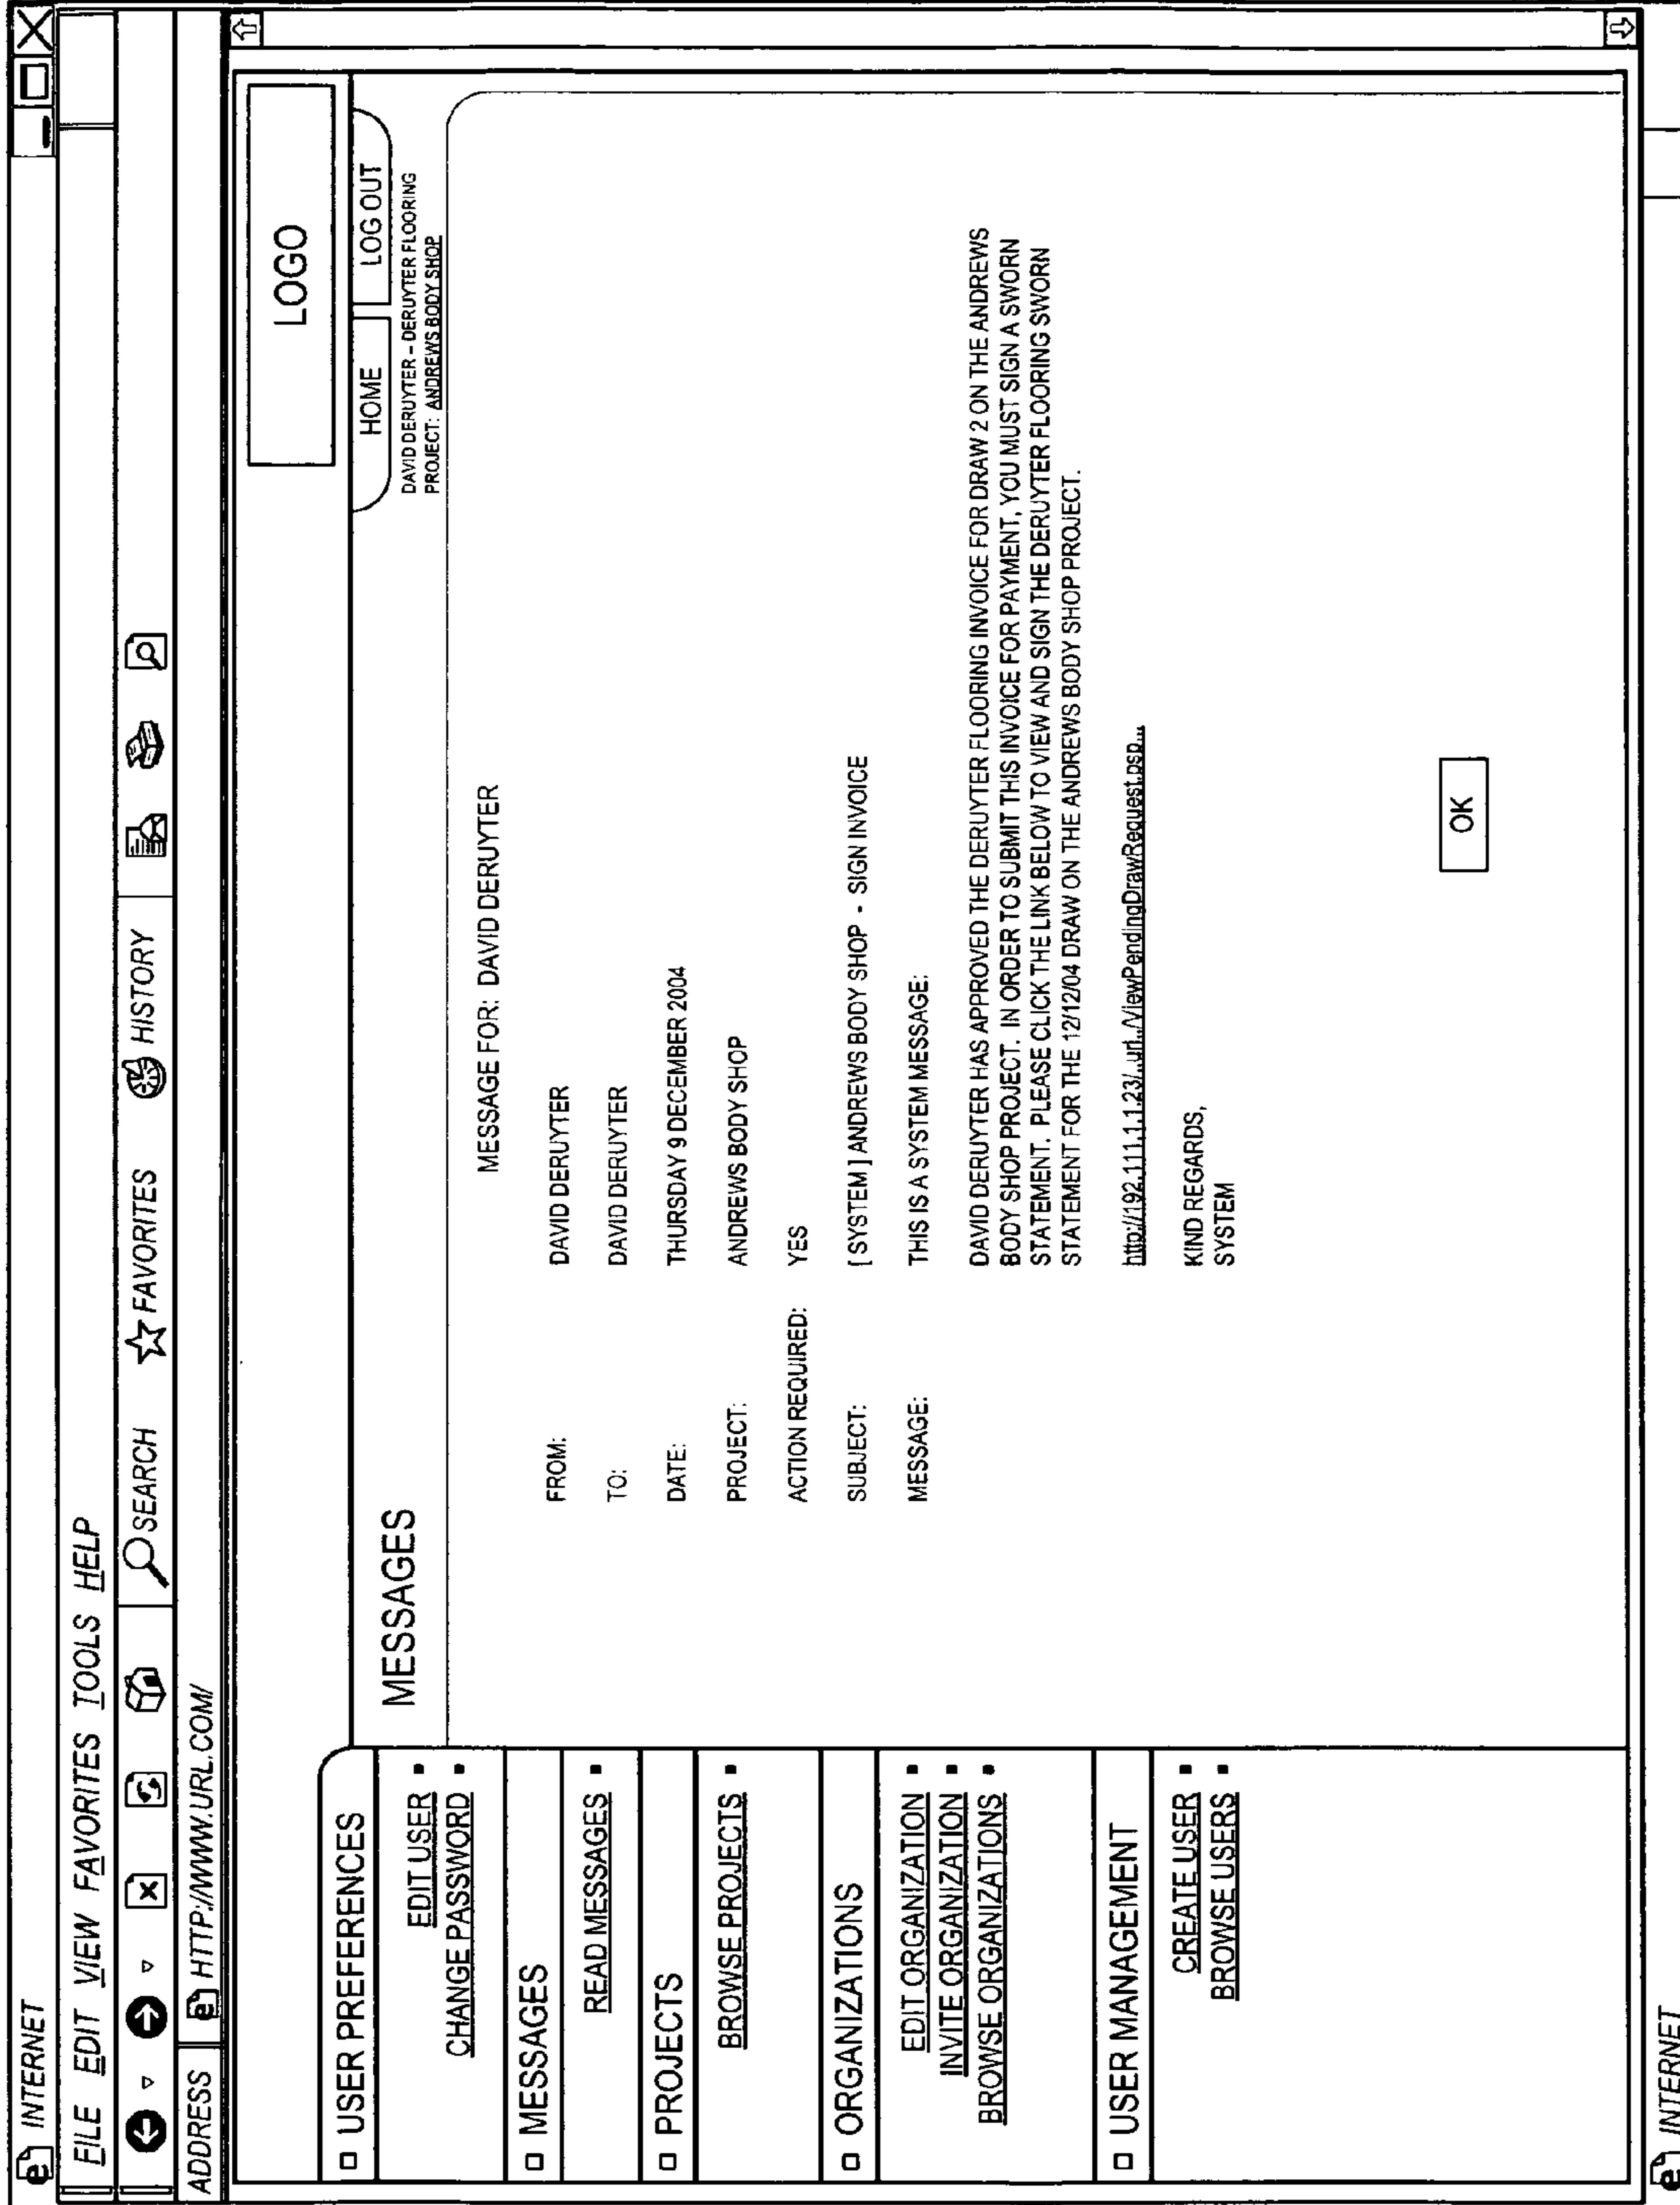 INTERNET
FILE EDIT VIEW FAVORITES TOOLS HELP
SEARCH FAVORITES HISTORY
ADDRESS HTTP://WWW.URL.COM/
LOGO
HOME LOG OUT
DAVID DERUYTER – DERUYTER FLOORING
PROJECT: ANDREWS BODY SHOP
USER PREFERENCES
EDIT USER
CHANGE PASSWORD
MESSAGES
READ MESSAGES
PROJECTS
BROWSE PROJECTS
ORGANIZATIONS
EDIT ORGANIZATION
INVITE ORGANIZATION
BROWSE ORGANIZATIONS
USER MANAGEMENT
CREATE USER
BROWSE USERS
MESSAGES
MESSAGE FOR: DAVID DERUYTER
FROM: DAVID DERUYTER
TO: DAVID DERUYTER
DATE: THURSDAY 9 DECEMBER 2004
PROJECT: ANDREWS BODY SHOP
ACTION REQUIRED: YES
SUBJECT: [ SYSTEM ] ANDREWS BODY SHOP - SIGN INVOICE
MESSAGE: THIS IS A SYSTEM MESSAGE:
DAVID DERUYTER HAS APPROVED THE DERUYTER FLOORING INVOICE FOR DRAW 2 ON THE ANDREWS
BODY SHOP PROJECT. IN ORDER TO SUBMIT THIS INVOICE FOR PAYMENT, YOU MUST SIGN A SWORN
STATEMENT. PLEASE CLICK THE LINK BELOW TO VIEW AND SIGN THE DERUYTER FLOORING SWORN
STATEMENT FOR THE 12/12/04 DRAW ON THE ANDREWS BODY SHOP PROJECT.
http://192.111.1.123/...url../ViewPendingDrawRequest.psp...
KIND REGARDS,
SYSTEM
OK
INTERNET